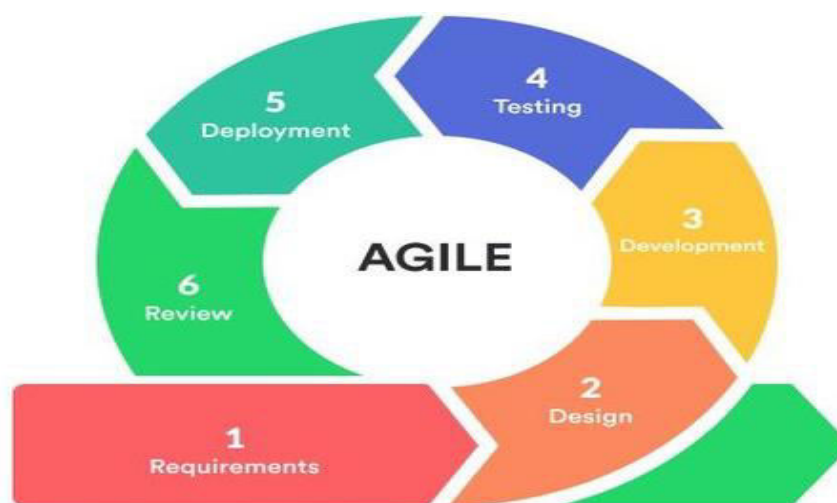 4
Testing
5
Deployment
3
Development
AGILE
6
Review
2
Design
1
Requirements